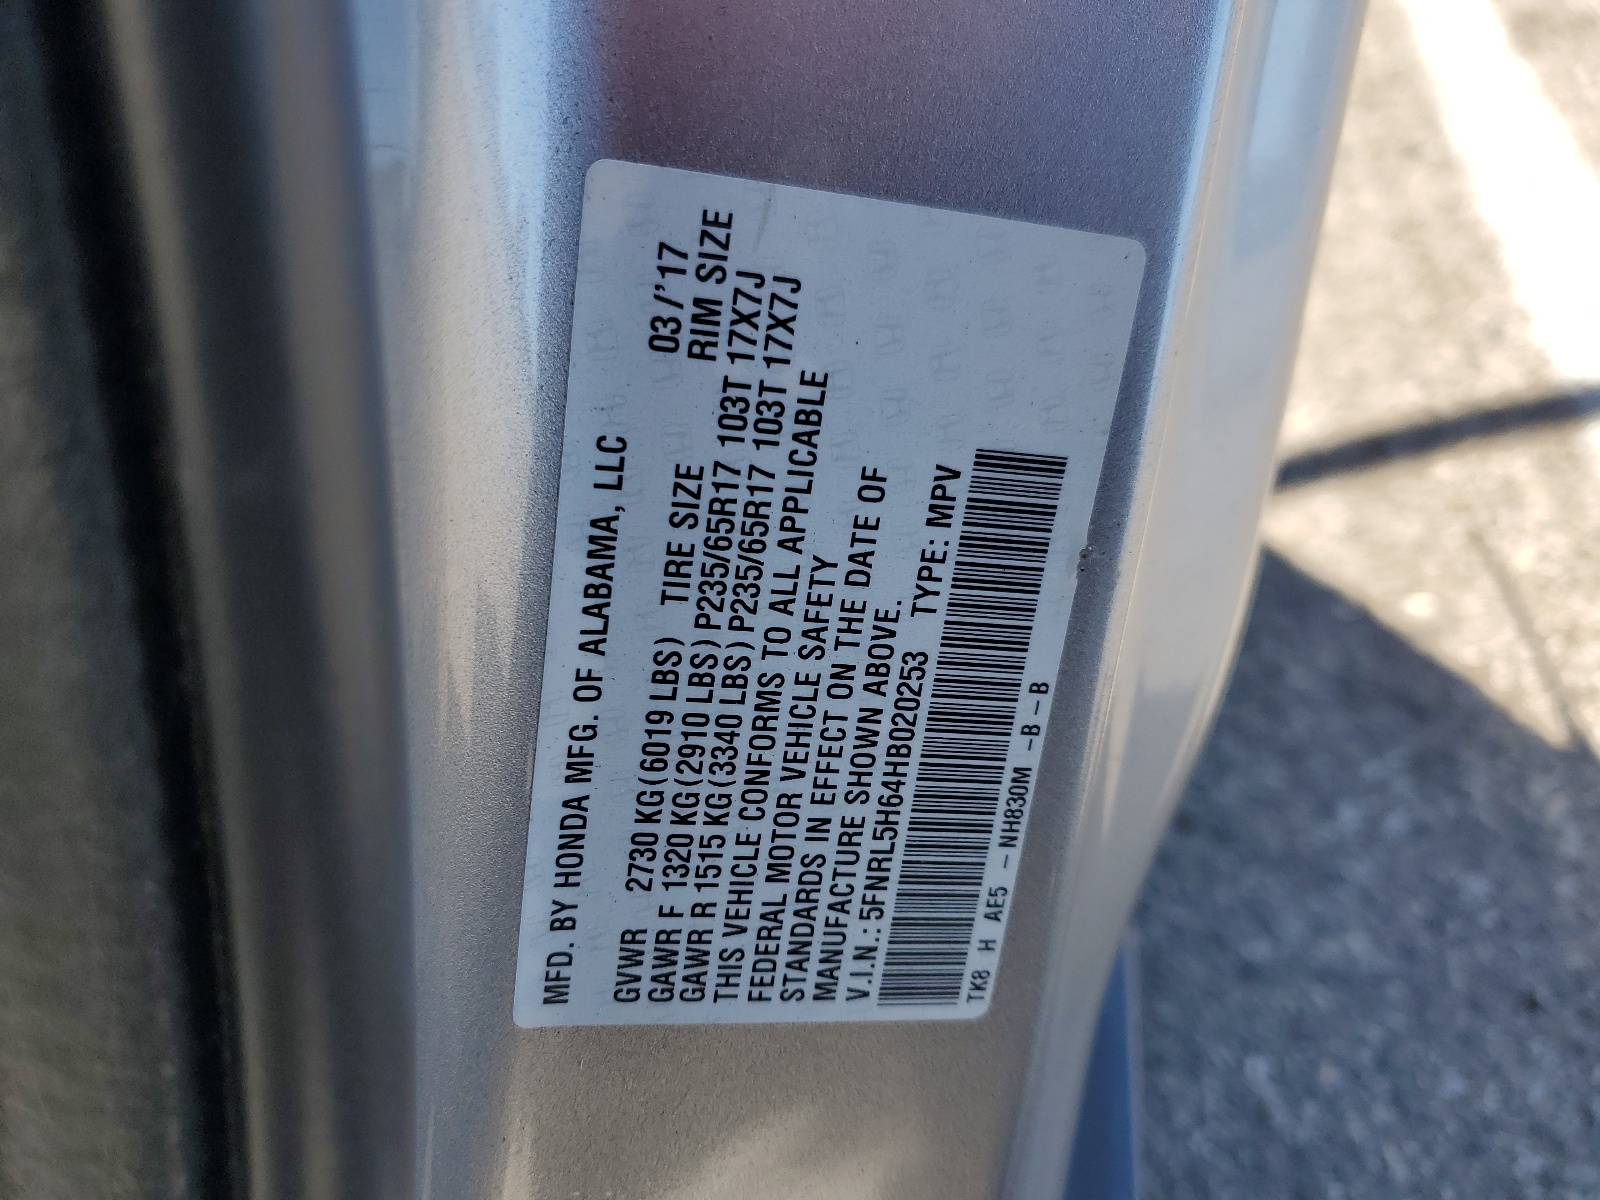 MFD. BY HONDA MFG. OF ALABAMA, LLC
03/'17
GVWR 2730 KG(6019 LBS) TIRE SIZE RIM SIZE
GAWR F 1320 KG(2910 LBS) P235/65R17 103T 17X7J
GAWR R 1515 KG(3340 LBS) P235/65R17 103T 17X7J
THIS VEHICLE CONFORMS TO ALL APPLICABLE
FEDERAL MOTOR VEHICLE SAFETY
STANDARDS IN EFFECT ON THE DATE OF
MANUFACTURE SHOWN ABOVE.
V.I.N.: 5FNRL5H64HB020253 TYPE: MPV
TK8 H AE5 - NH830M -B-B